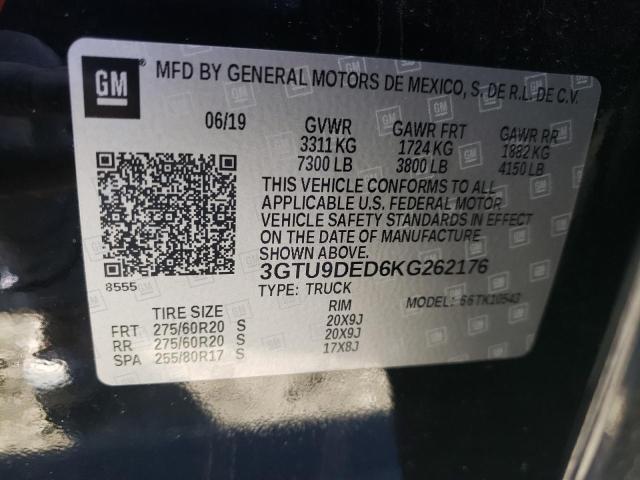 GM
MFD BY GENERAL MOTORS DE MEXICO, S. DE R.L. DE C.V.
06/19 GVWR GAWR FRT GAWR RR
3311 KG 1724 KG 1882 KG
7300 LB 3800 LB 4150 LB
THIS VEHICLE CONFORMS TO ALL
APPLICABLE U.S. FEDERAL MOTOR
VEHICLE SAFETY STANDARDS IN EFFECT
ON THE DATE OF MANUFACTURE
SHOWN ABOVE.
3GTU9DED6KG262176
8555
TYPE: TRUCK MODEL: 66TK10543
TIRE SIZE RIM
FRT 275/60R20 S 20X9J
RR 275/60R20 S 20X9J
SPA 255/80R17 S 17X8J